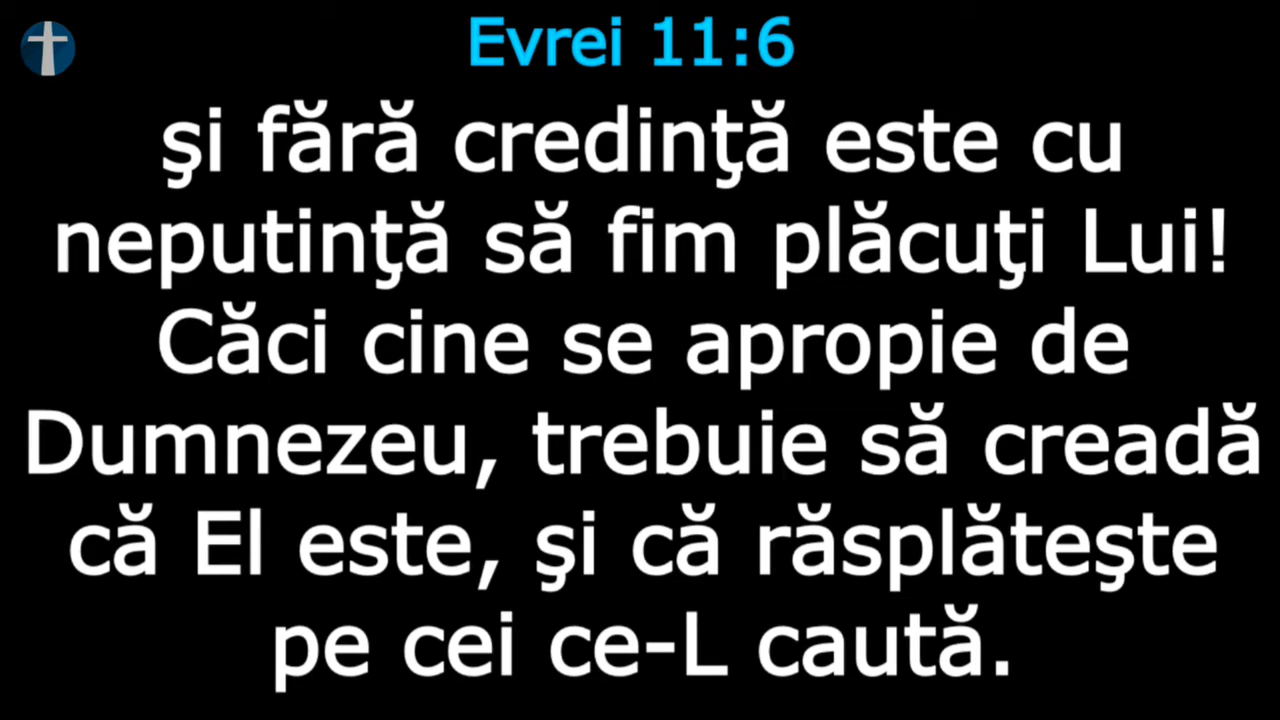 Evrei 11:6
şi fără credinţă este cu
neputinţă să fim plăcuţi Lui!
Căci cine se apropie de
Dumnezeu, trebuie să creadă
că El este, şi că răsplăteşte
pe cei ce-L caută.